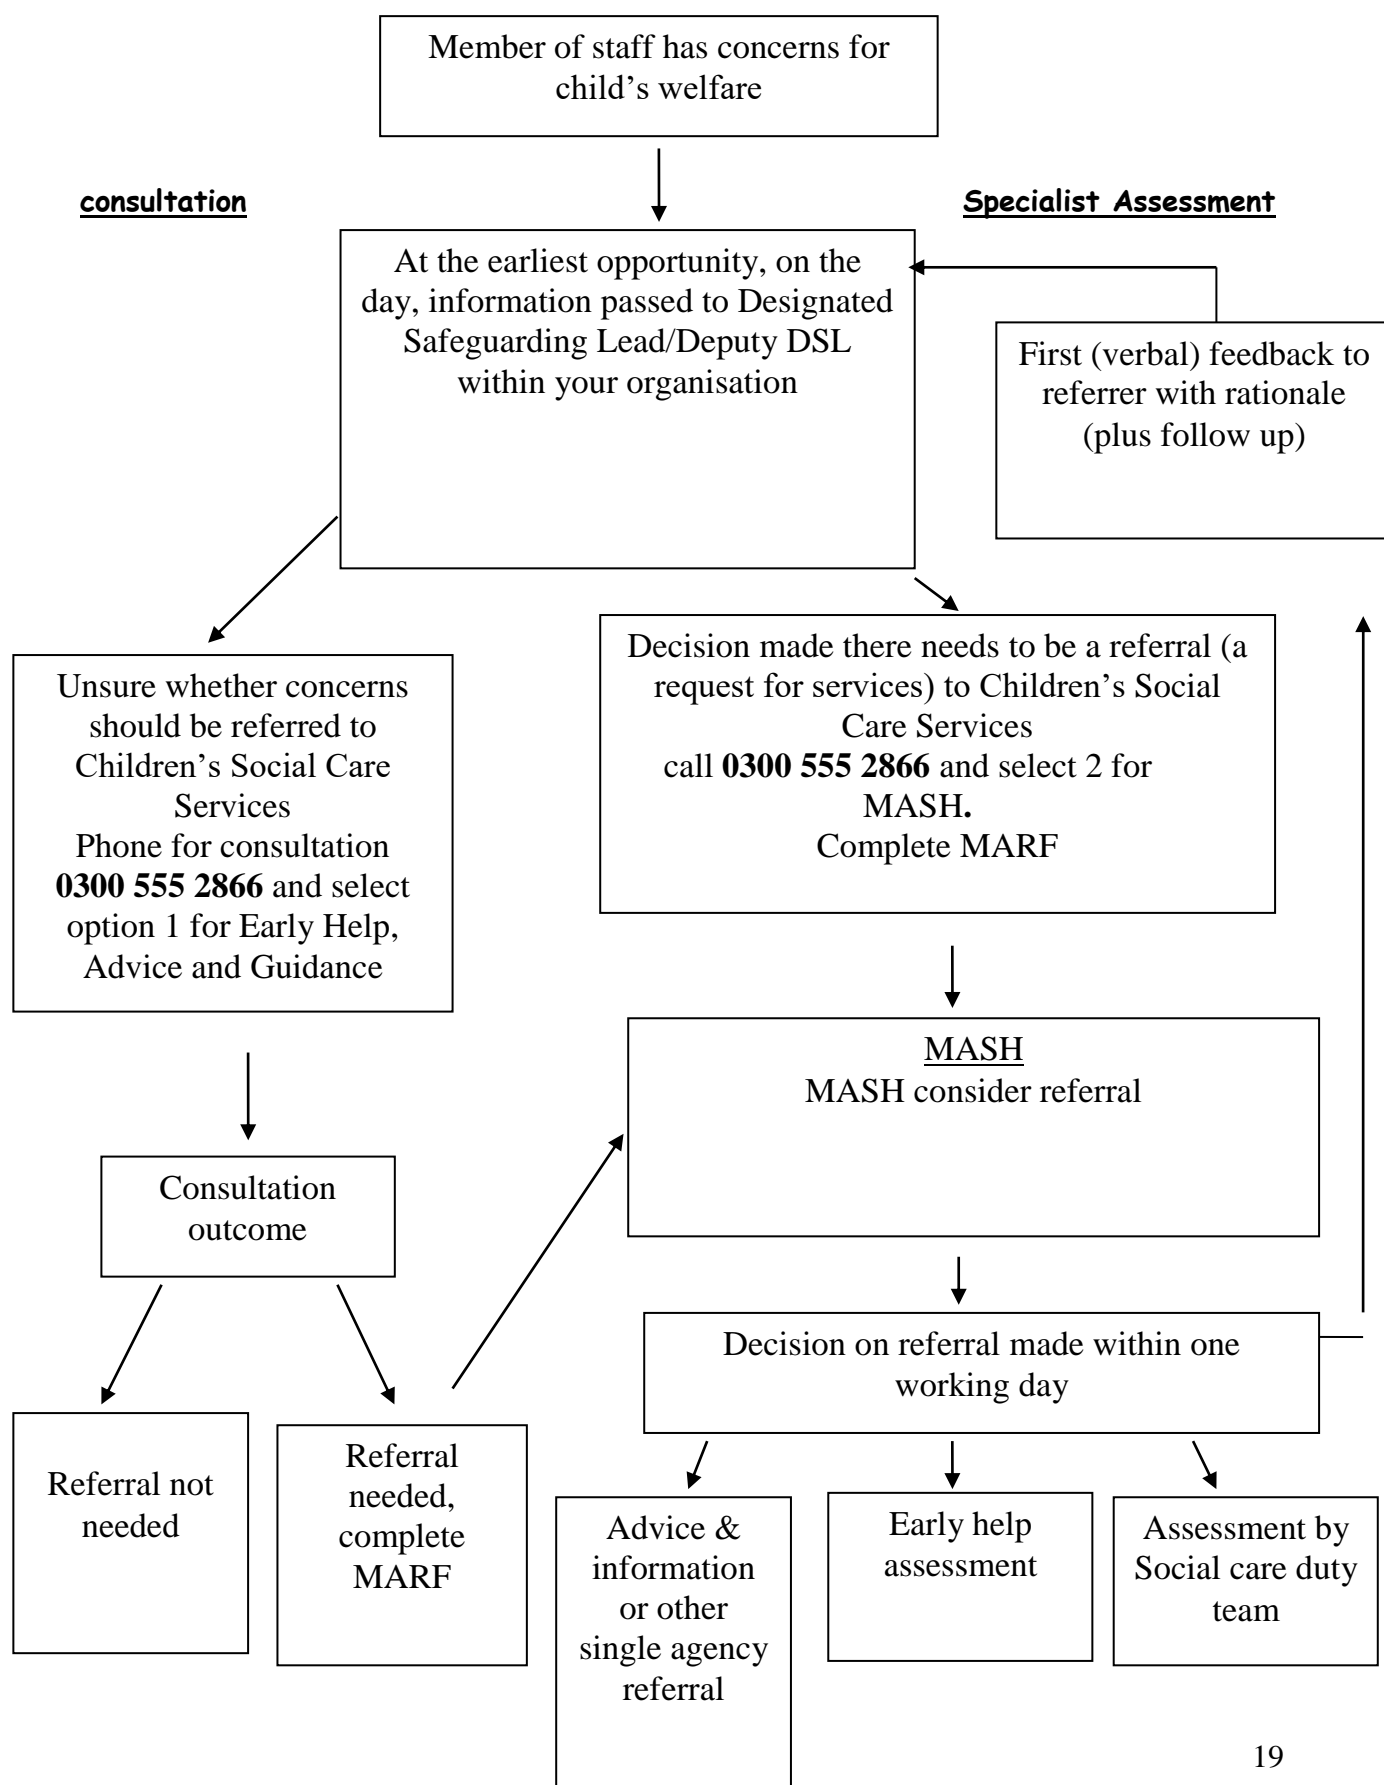 Member of staff has concerns for
child’s welfare
consultation
Specialist Assessment
At the earliest opportunity, on the
day, information passed to Designated
Safeguarding Lead/Deputy DSL
within your organisation
First (verbal) feedback to
referrer with rationale
(plus follow up)
Unsure whether concerns
should be referred to
Children’s Social Care
Services
Phone for consultation
0300 555 2866 and select
option 1 for Early Help,
Advice and Guidance
Decision made there needs to be a referral (a
request for services) to Children’s Social
Care Services
call 0300 555 2866 and select 2 for
MASH.
Complete MARF
MASH
MASH consider referral
Consultation
outcome
Decision on referral made within one
working day
Referral not
needed
Referral
needed,
complete
MARF
Advice &
information
or other
single agency
referral
Early help
assessment
Assessment by
Social care duty
team
19